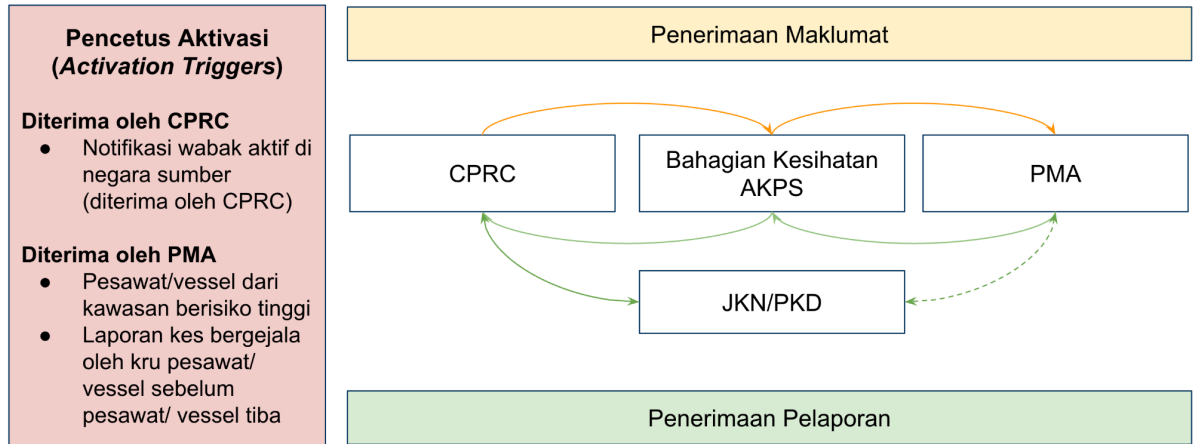 Pencetus Aktivasi
(Activation Triggers)
Diterima oleh CPRC
● Notifikasi wabak aktif di
negara sumber
(diterima oleh CPRC)
Diterima oleh PMA
● Pesawat/vessel dari
kawasan berisiko tinggi
● Laporan kes bergejala
oleh kru pesawat/
vessel sebelum
pesawat/ vessel tiba
Penerimaan Maklumat
CPRC
Bahagian Kesihatan
AKPS
PMA
JKN/PKD
Penerimaan Pelaporan